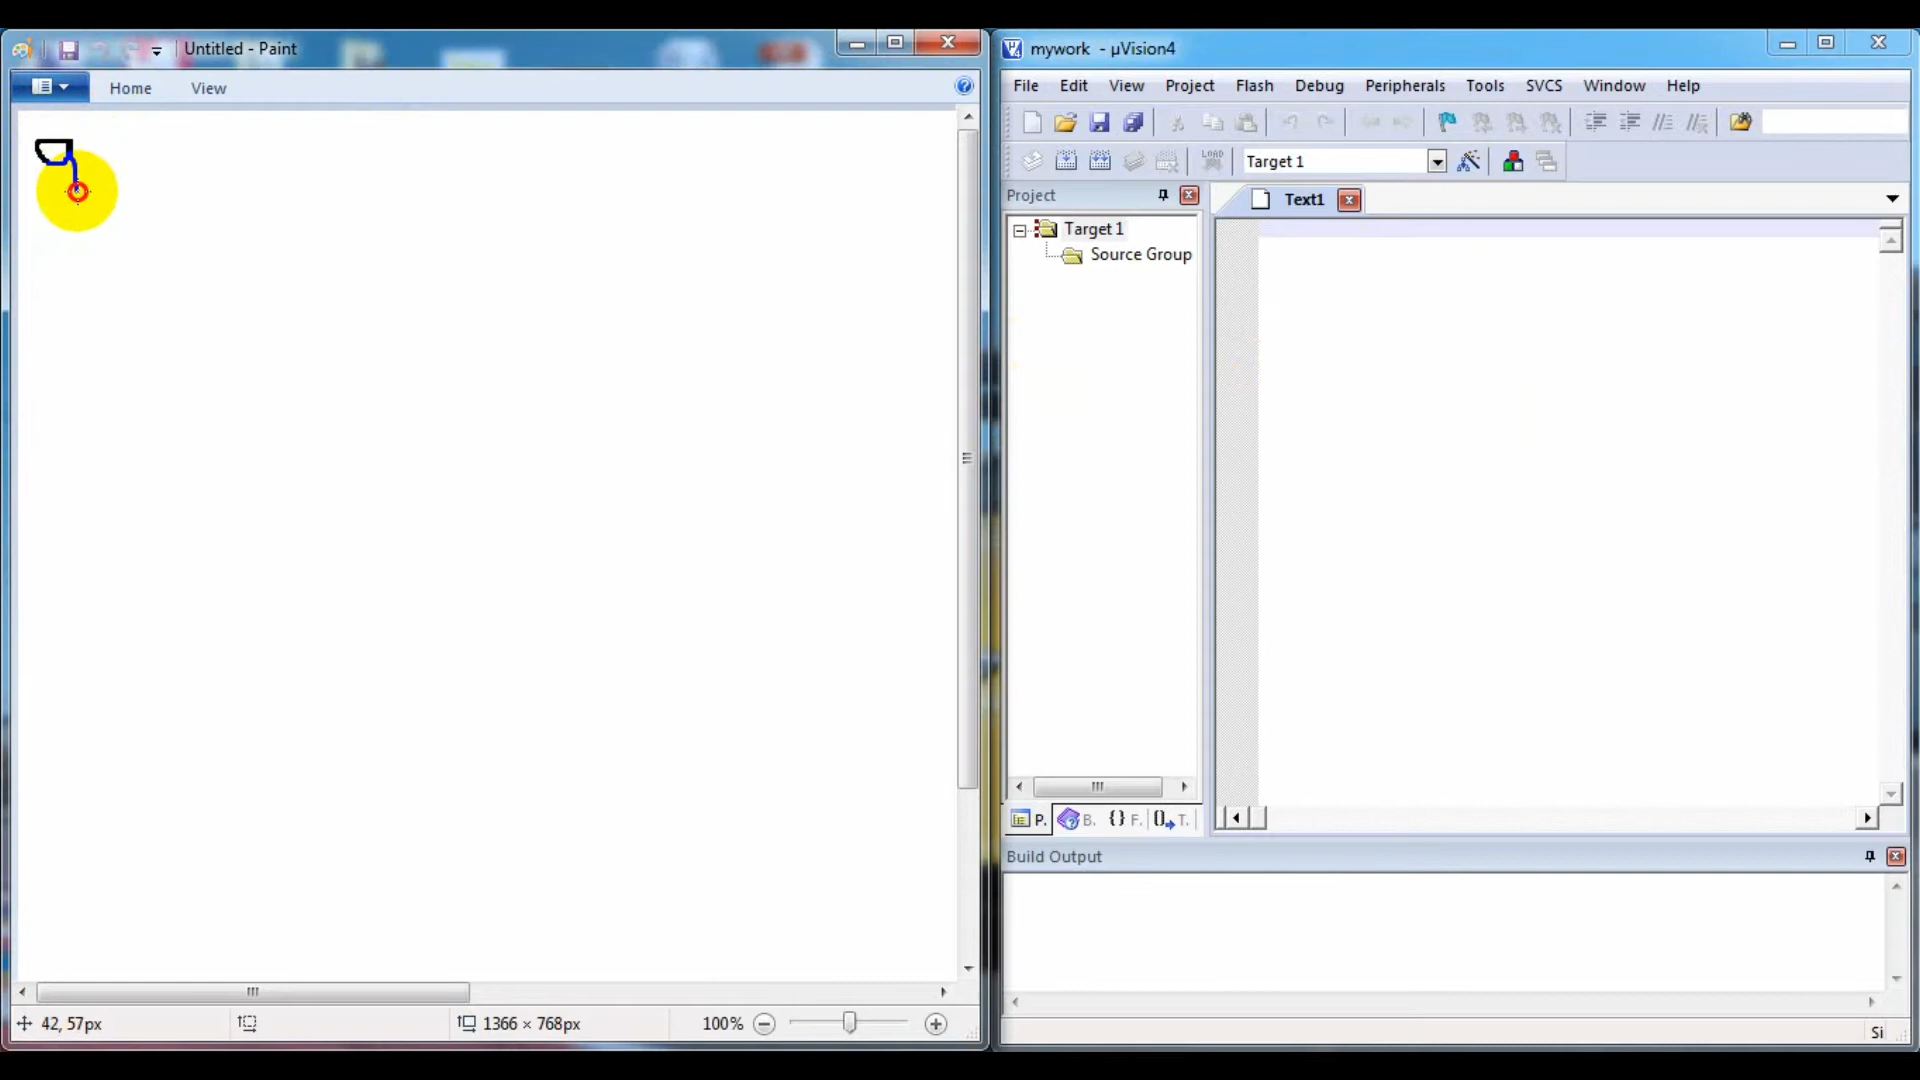 Untitled - Paint
Home
View
42, 57px
1366 × 768px
100%
mywork - µVision4
File Edit View Project Flash Debug Peripherals Tools SVCS Window Help
LOAD
Target 1
Project
Target 1
Source Group
Text1
P.
B.
{} F.
T.
Build Output
Si